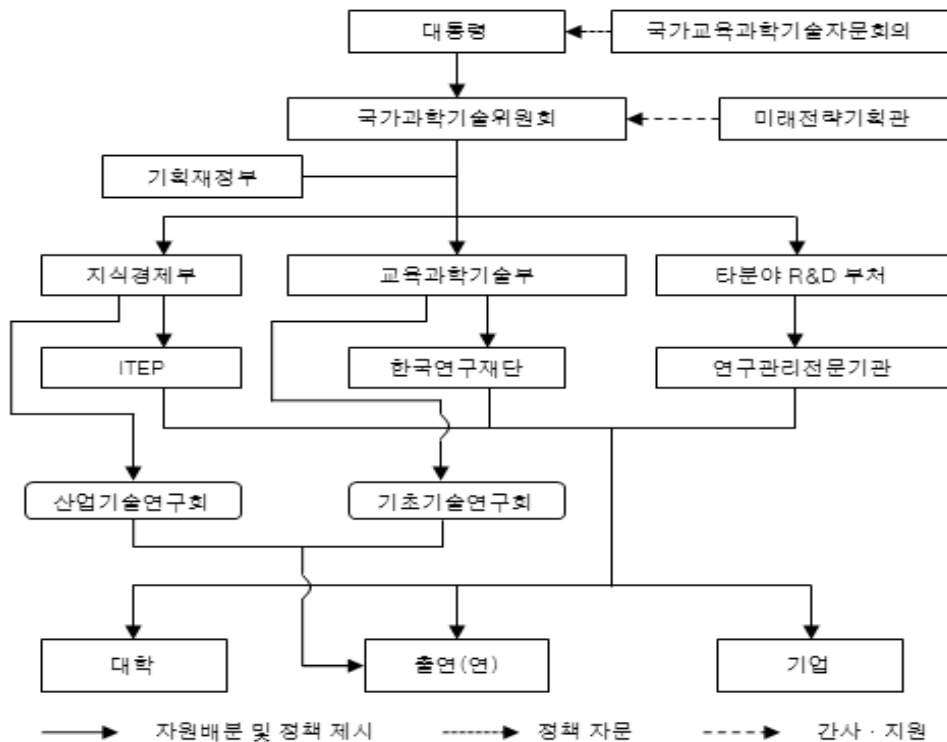 대통령
국가교육과학기술자문회의
국가과학기술위원회
미래전략기획관
기획재정부
지식경제부
교육과학기술부
타분야 R&D 부처
ITEP
한국연구재단
연구관리전문기관
산업기술연구회
기초기술연구회
대학
출연(연)
기업
자원배분 및 정책 제시
정책 자문
간사 · 지원